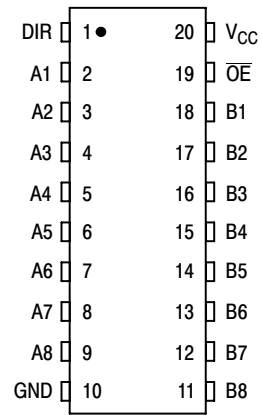 DIR 1 20 VCC
A1 2 19 OE
A2 3 18 B1
A3 4 17 B2
A4 5 16 B3
A5 6 15 B4
A6 7 14 B5
A7 8 13 B6
A8 9 12 B7
GND 10 11 B8